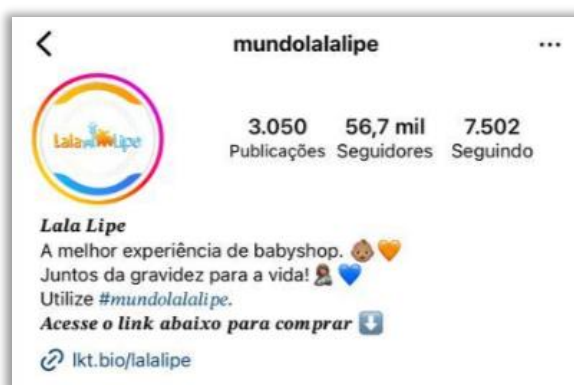 mundolalalipe
Lala Lipe
3.050 56,7 mil 7.502
Publicações Seguidores Seguindo
Lala Lipe
A melhor experiência de babyshop. 👶🏽🧡
Juntos da gravidez para a vida! 🤱🏽💙
Utilize #mundolalalipe.
Acesse o link abaixo para comprar ⬇️
lkt.bio/lalalipe